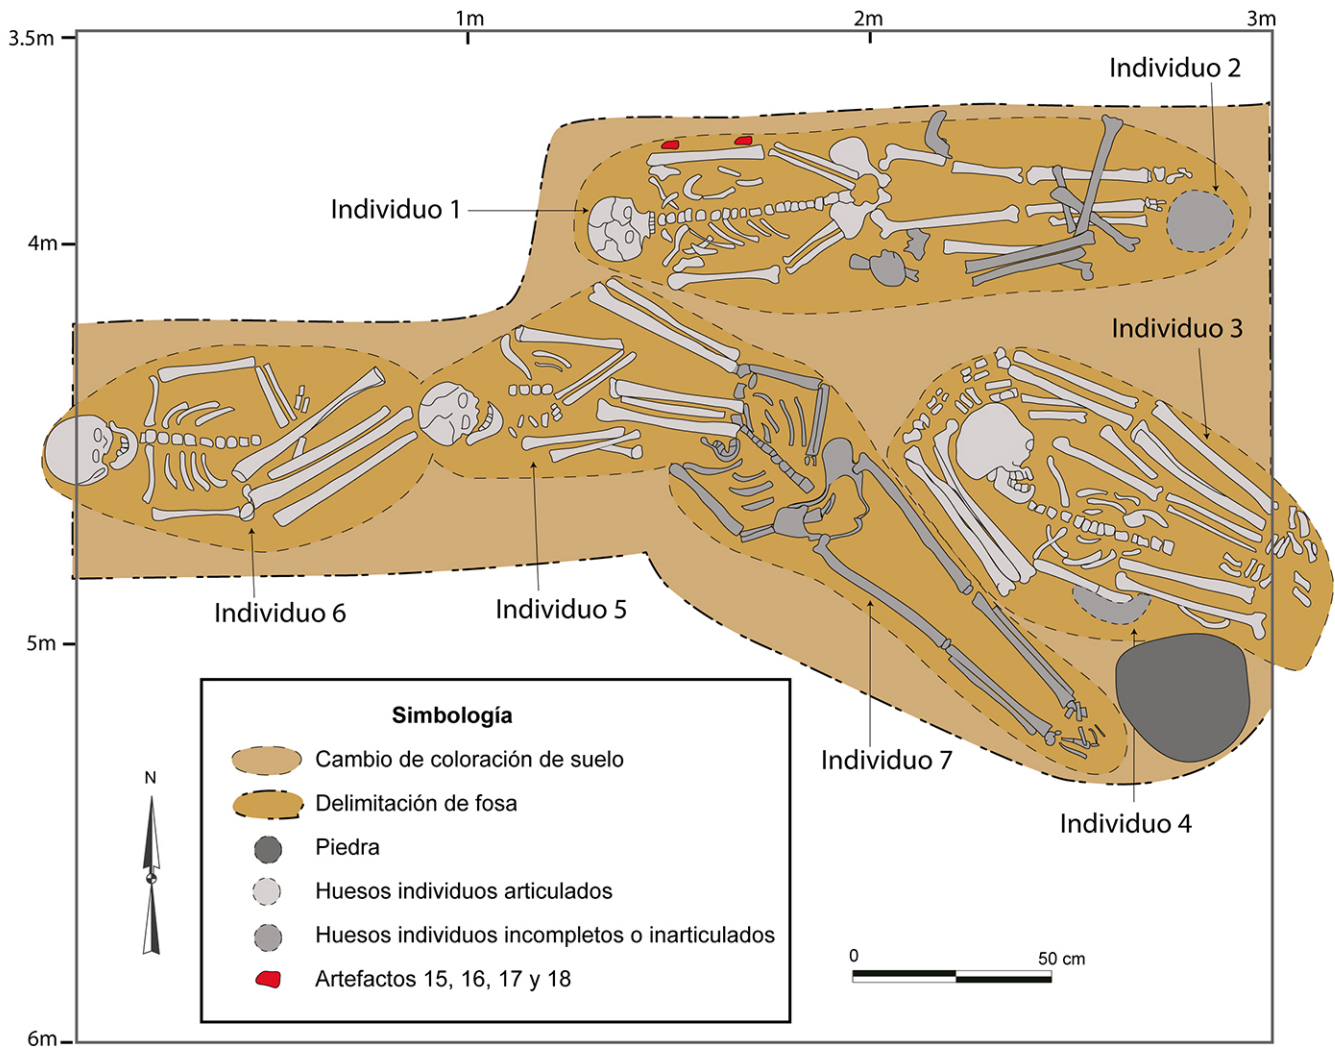 1m
2m
3m
3.5m
Individuo 2
Individuo 1
4m
Individuo 3
Individuo 6
Individuo 5
5m
Individuo 7
Individuo 4
Simbología
Cambio de coloración de suelo
Delimitación de fosa
Piedra
Huesos individuos articulados
Huesos individuos incompletos o inarticulados
Artefactos 15, 16, 17 y 18
N
0
50 cm
6m